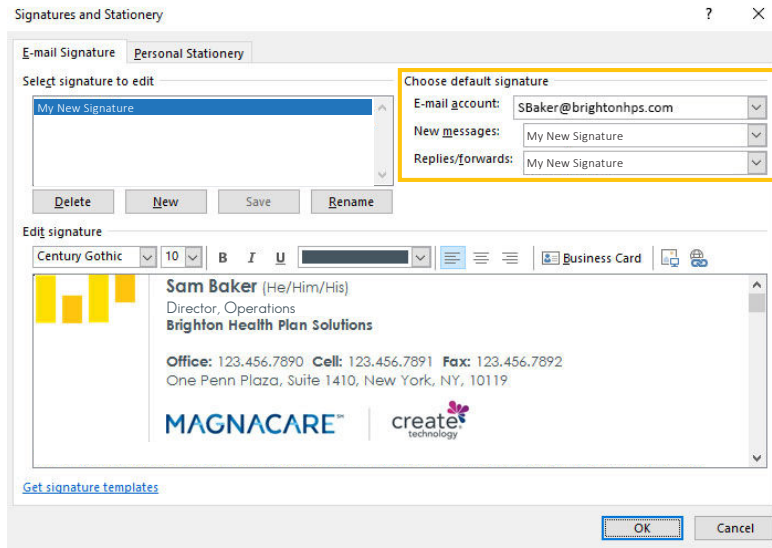 Signatures and Stationery
? X
E-mail Signature Personal Stationery
Select signature to edit
My New Signature
Delete New Save Rename
Choose default signature
E-mail account: SBaker@brightonhps.com
New messages: My New Signature
Replies/forwards: My New Signature
Edit signature
Century Gothic 10 B I U Business Card
Sam Baker (He/Him/His)
Director, Operations
Brighton Health Plan Solutions
Office: 123.456.7890 Cell: 123.456.7891 Fax: 123.456.7892
One Penn Plaza, Suite 1410, New York, NY, 10119
MAGNACARE℠ create
technology
Get signature templates
OK Cancel